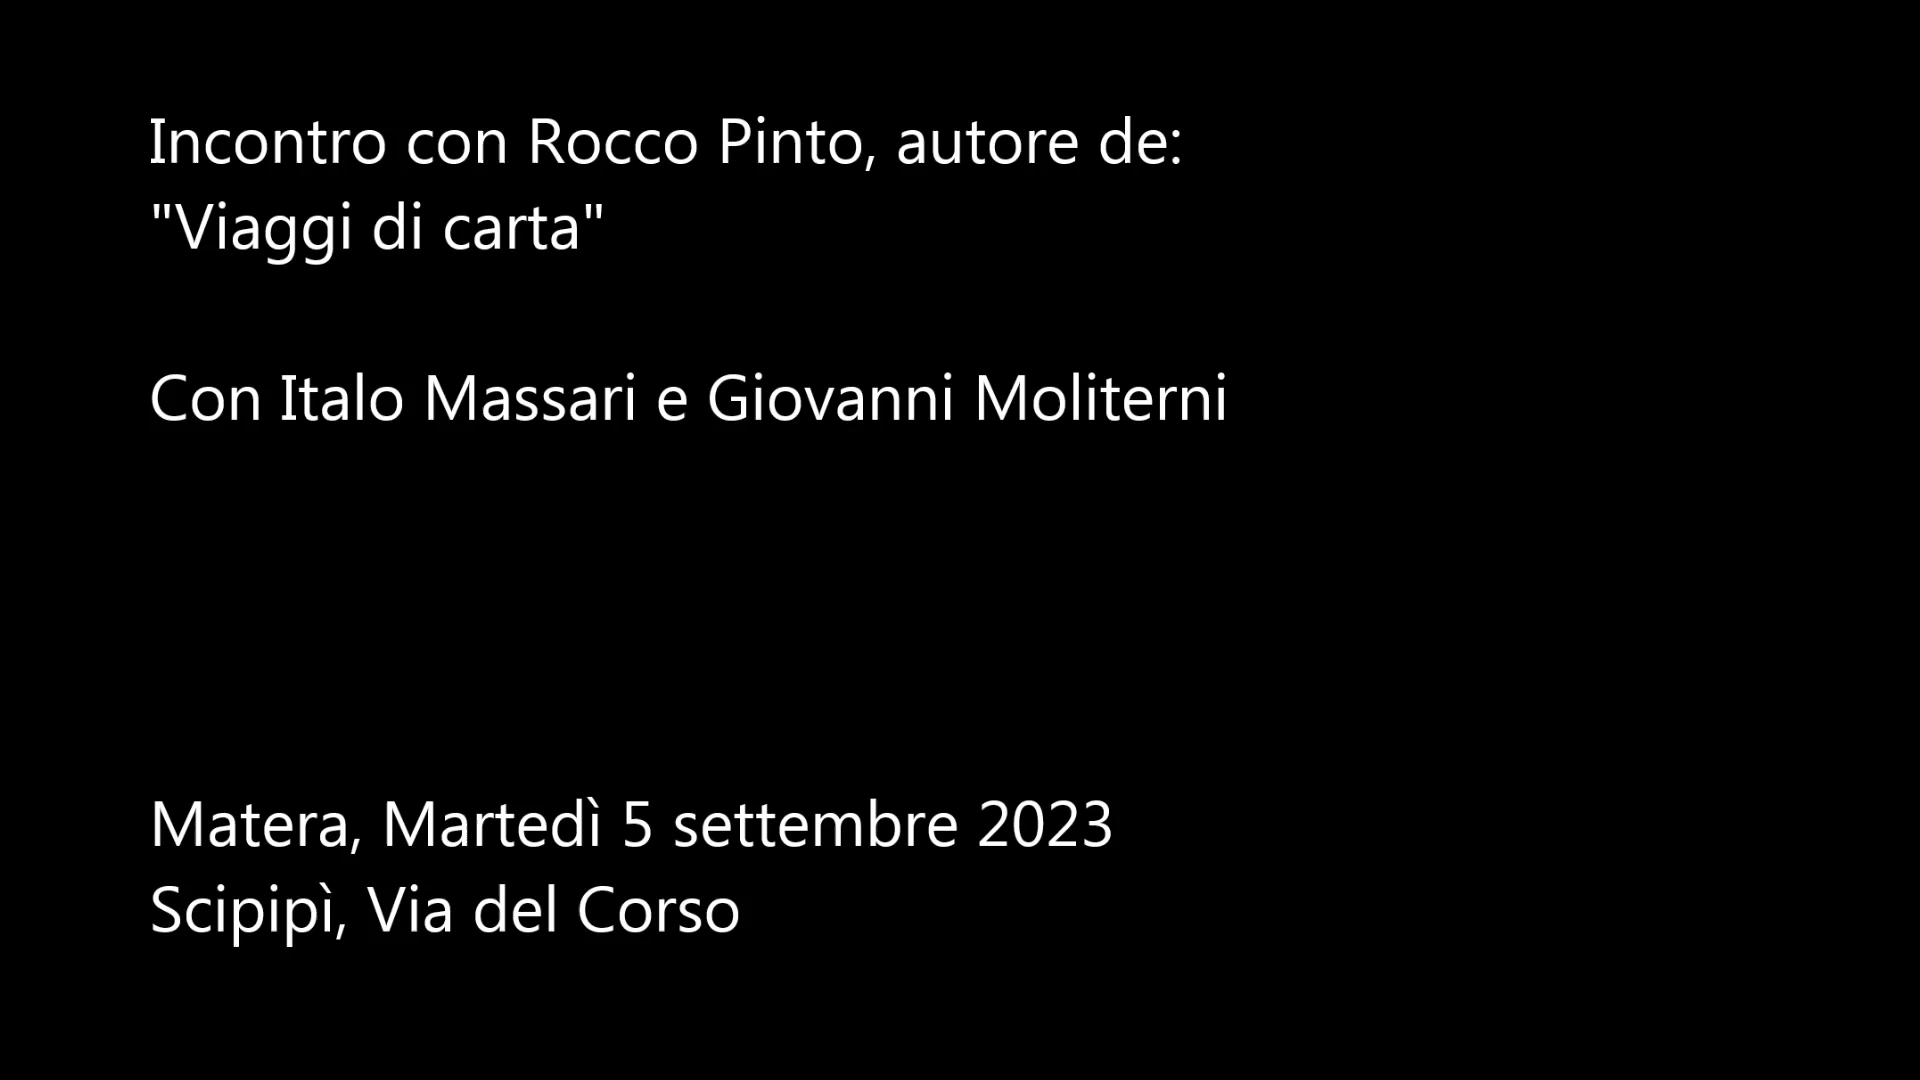 Incontro con Rocco Pinto, autore de:
"Viaggi di carta"
Con Italo Massari e Giovanni Moliterni
Matera, Martedì 5 settembre 2023
Scipipì, Via del Corso